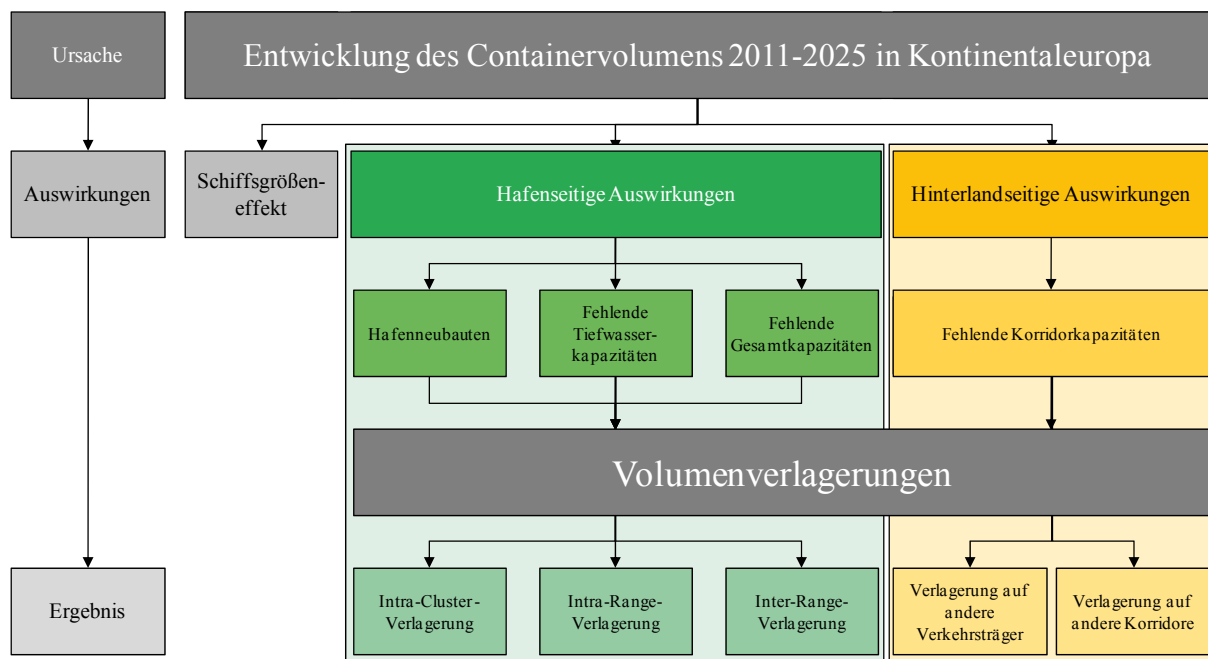 Ursache
Entwicklung des Containervolumens 2011-2025 in Kontinentaleuropa
Auswirkungen
Schiffsgrößen-
effekt
Hafenseitige Auswirkungen
Hinterlandseitige Auswirkungen
Hafenneubauten
Fehlende
Tiefwasser-
kapazitäten
Fehlende
Gesamtkapazitäten
Fehlende Korridorkapazitäten
Volumenverlagerungen
Ergebnis
Intra-Cluster-
Verlagerung
Intra-Range-
Verlagerung
Inter-Range-
Verlagerung
Verlagerung auf
andere
Verkehrsträger
Verlagerung auf
andere Korridore